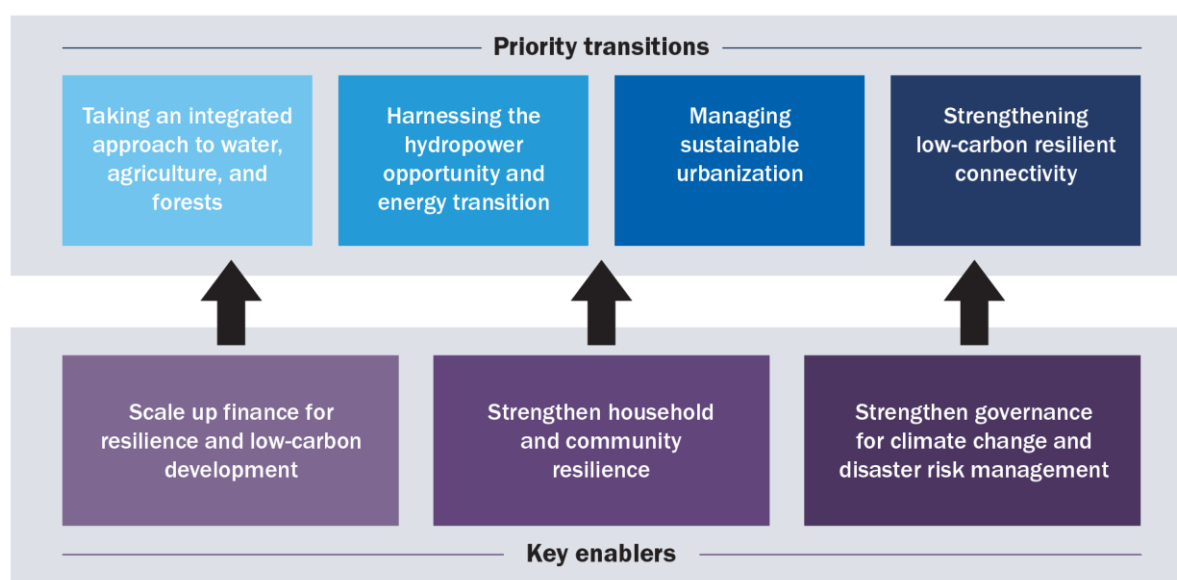 Priority transitions
Taking an integrated
approach to water,
agriculture, and
forests
Harnessing the
hydropower
opportunity and
energy transition
Managing
sustainable
urbanization
Strengthening
low-carbon resilient
connectivity
Scale up finance for
resilience and low-carbon
development
Strengthen household
and community
resilience
Strengthen governance
for climate change and
disaster risk management
Key enablers